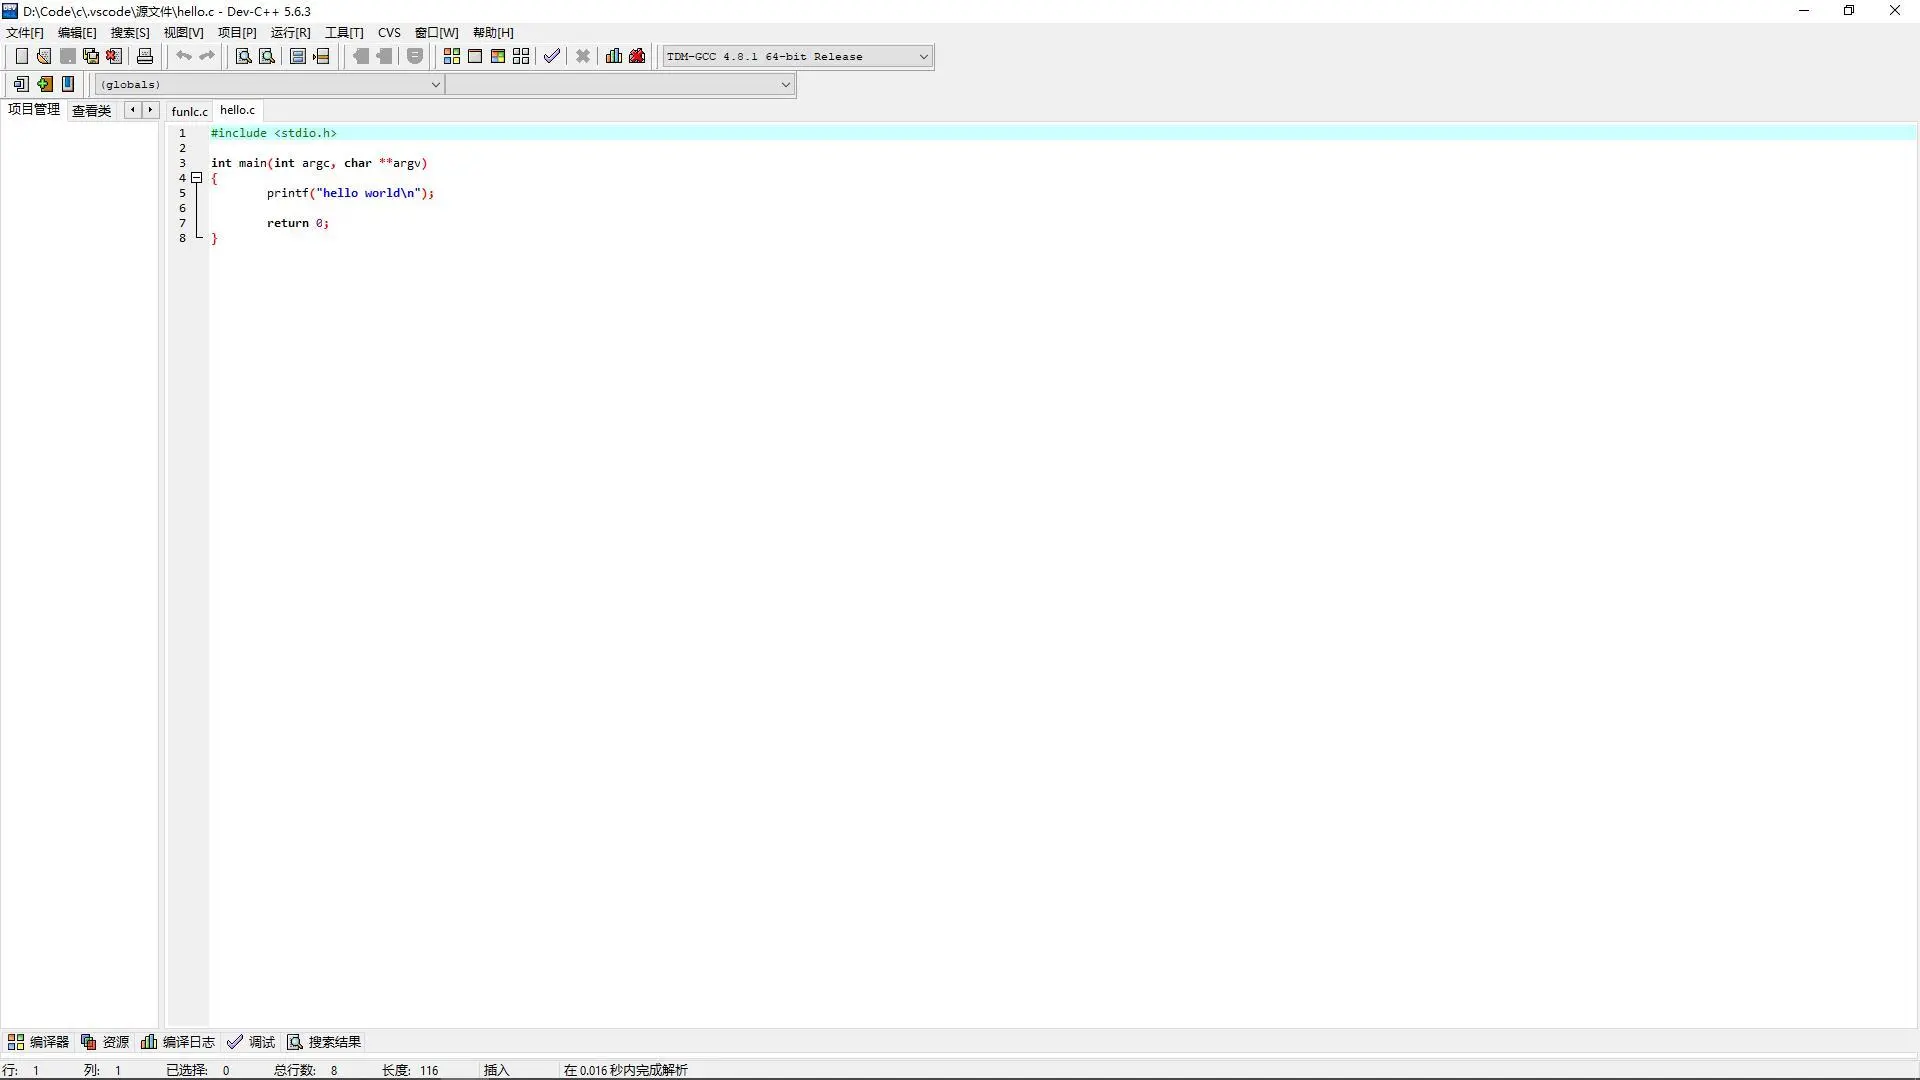 D:\Code\c\.vscode\源文件\hello.c - Dev-C++ 5.6.3
文件[F] 编辑[E] 搜索[S] 视图[V] 项目[P] 运行[R] 工具[T] CVS 窗口[W] 帮助[H]
TDM-GCC 4.8.1 64-bit Release
(globals)
项目管理 查看类 funlc.c hello.c
1 #include <stdio.h>
2
3 int main(int argc, char **argv)
4 {
5 printf("hello world\n");
6
7 return 0;
8 }
编译器 资源 编译日志 调试 搜索结果
行: 1 列: 1 已选择: 0 总行数: 8 长度: 116 插入 在 0.016 秒内完成解析